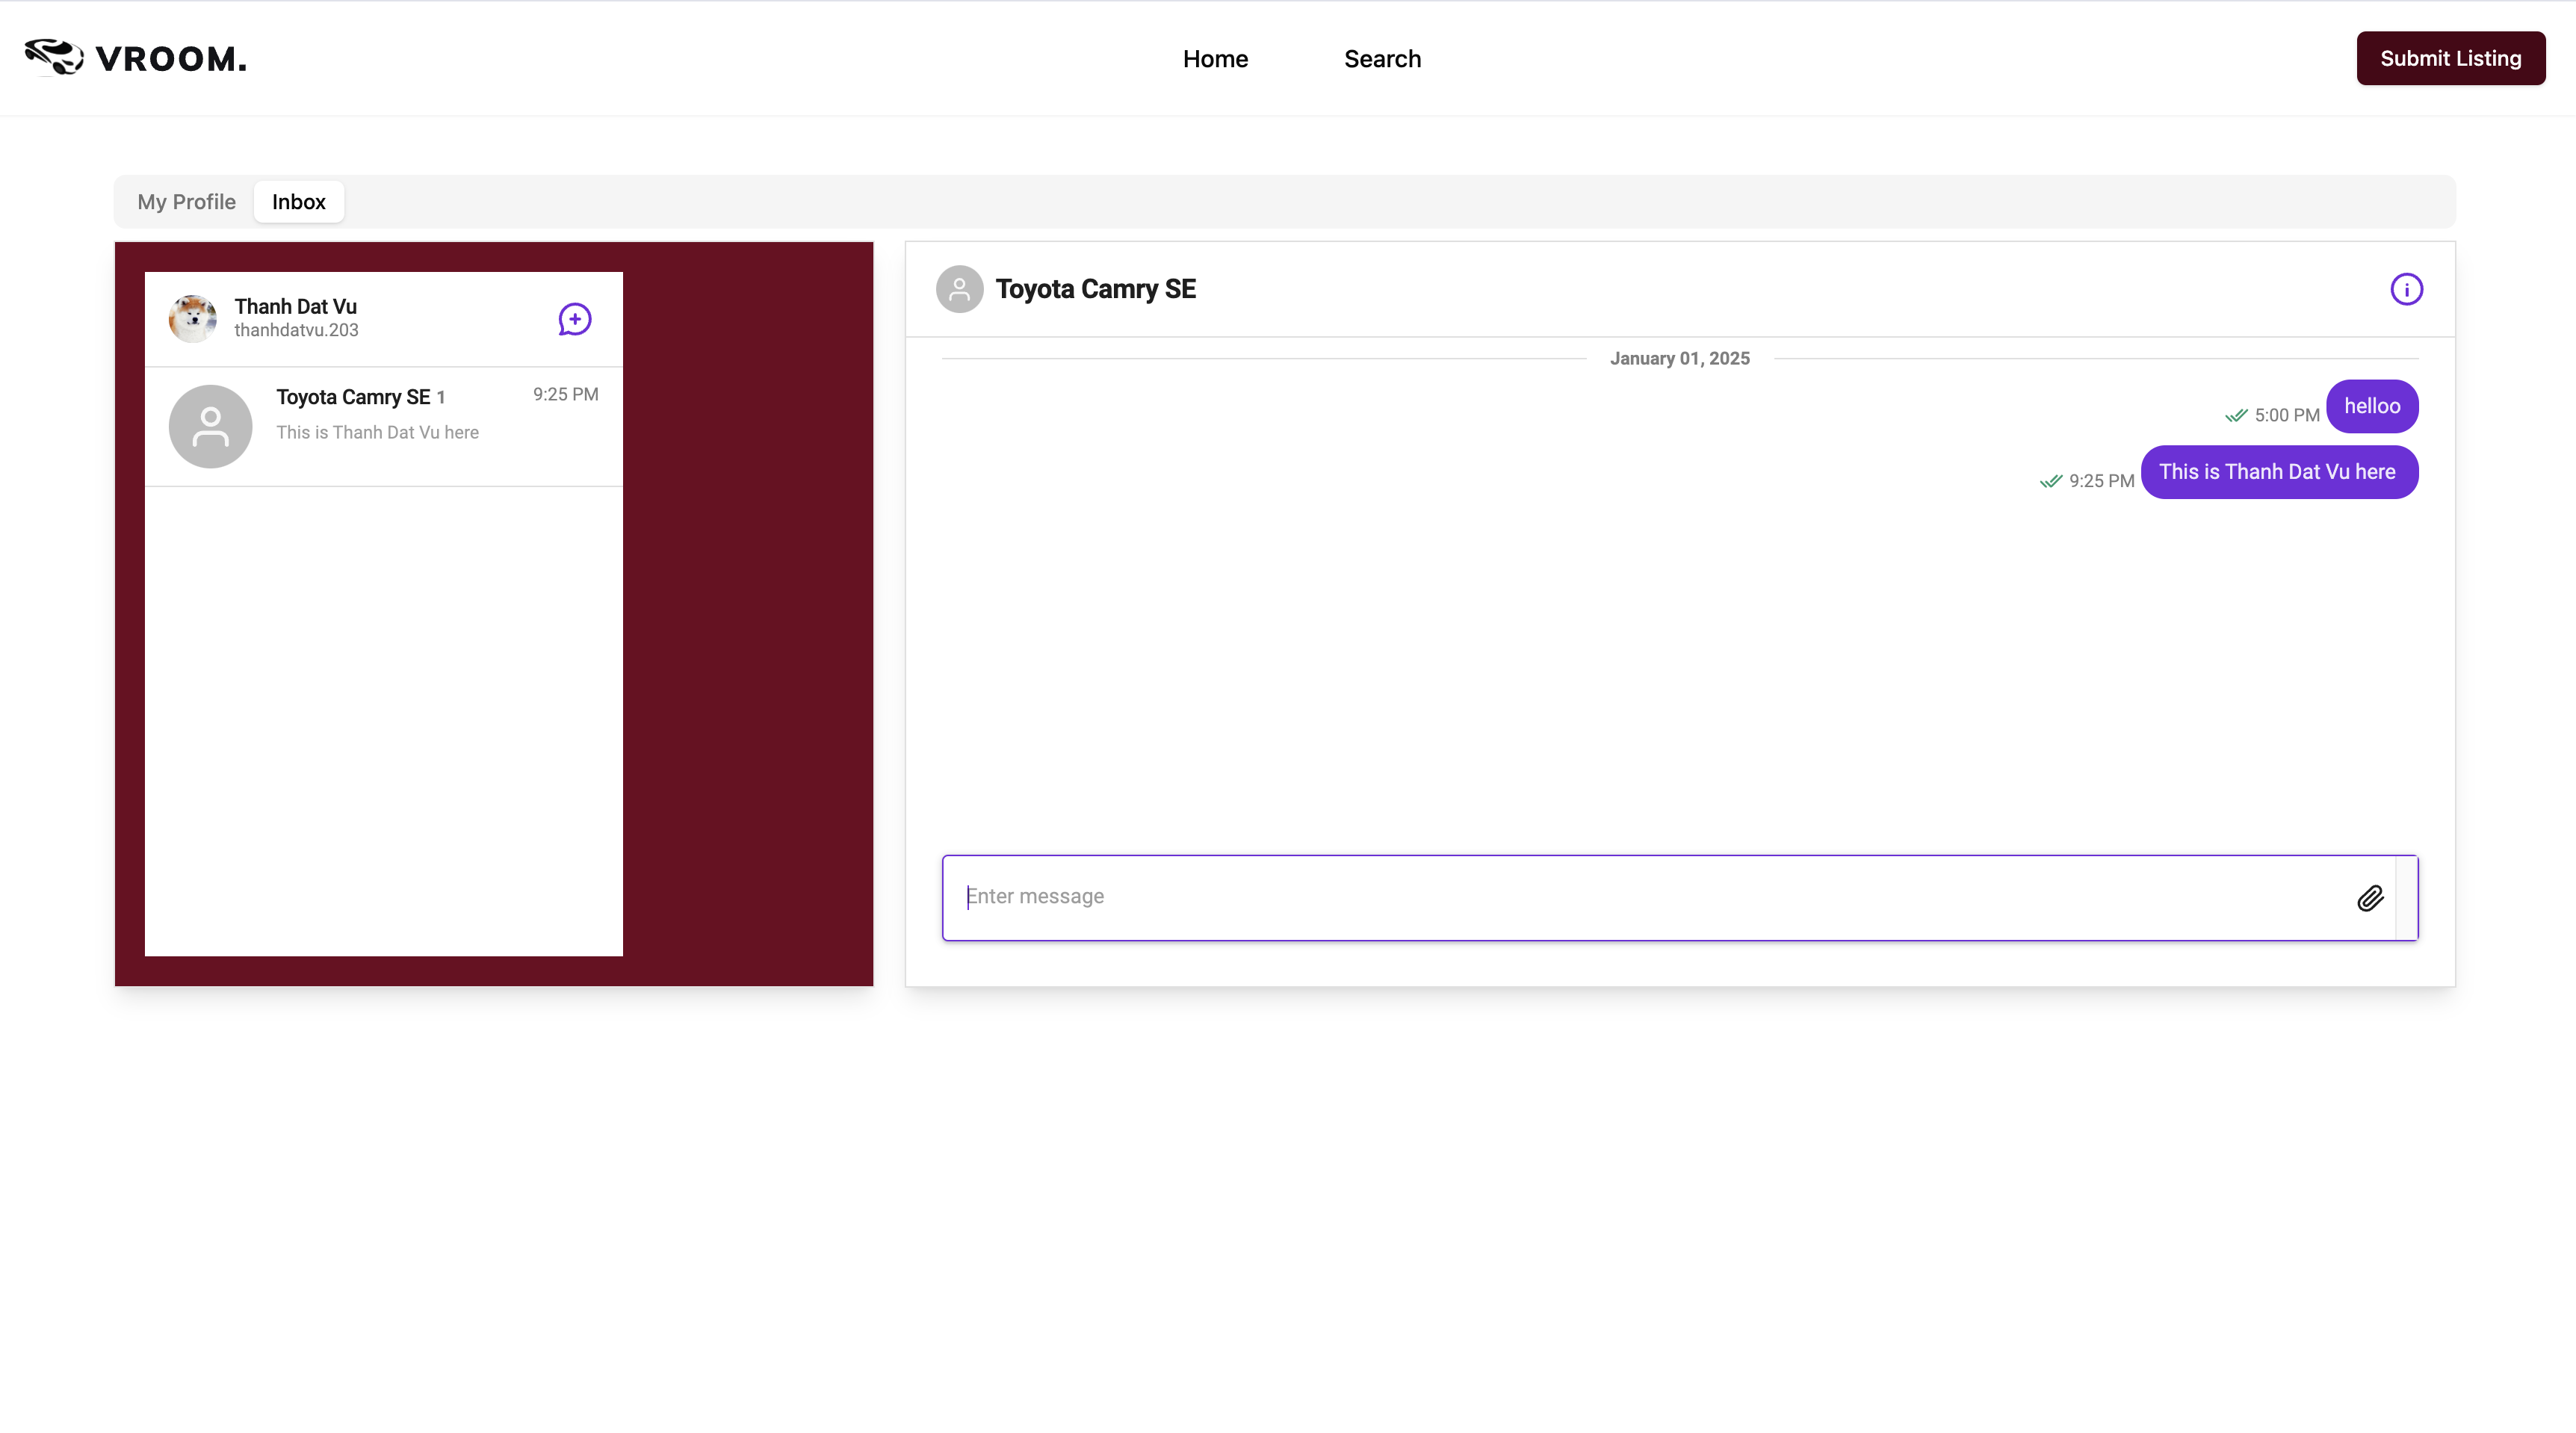 VROOM.
Home
Search
Submit Listing
My Profile
Inbox
Thanh Dat Vu
thanhdatvu.203
Toyota Camry SE 1
9:25 PM
This is Thanh Dat Vu here
Toyota Camry SE
January 01, 2025
5:00 PM
helloo
9:25 PM
This is Thanh Dat Vu here
Enter message